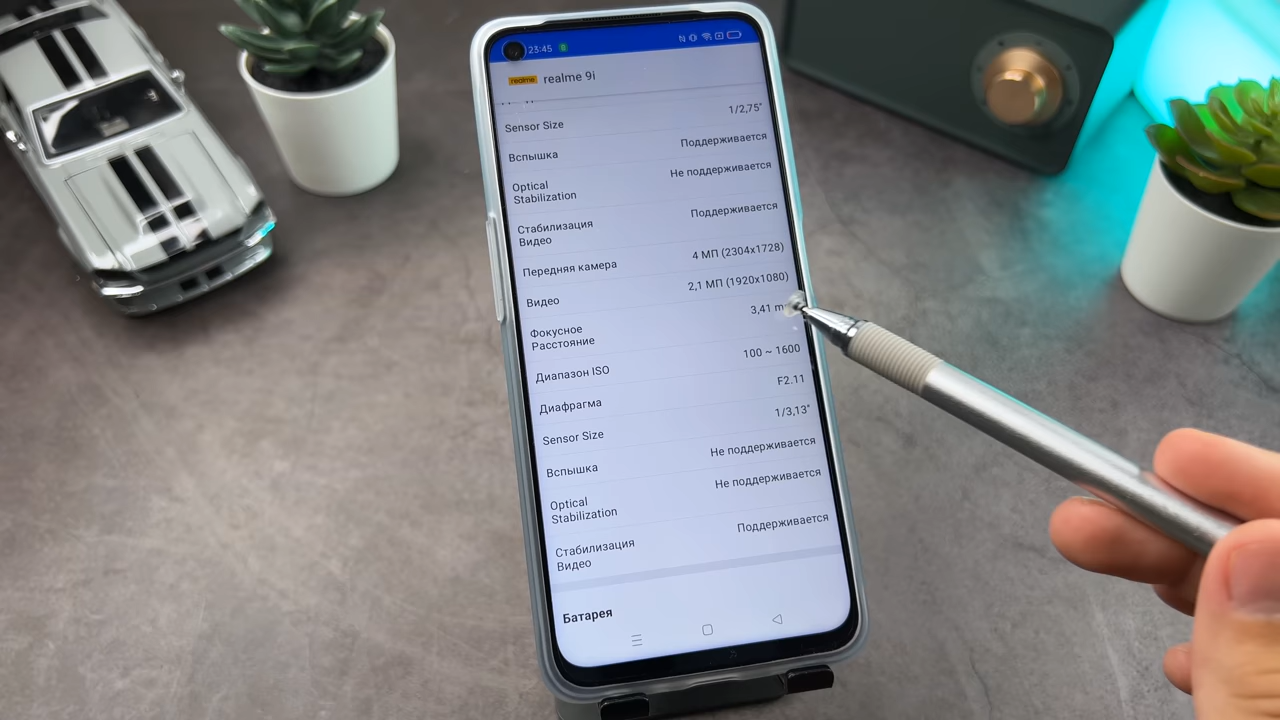 23:45
realme
realme 9i
Sensor Size 1/2,75"
Вспышка Поддерживается
Optical
Stabilization Не поддерживается
Стабилизация
Видео Поддерживается
Передняя камера 4 МП (2304x1728)
Видео 2,1 МП (1920x1080)
Фокусное
Расстояние 3,41
Диапазон ISO 100 ~ 1600
Диафрагма F2.11
Sensor Size 1/3,13"
Вспышка Не поддерживается
Optical
Stabilization Не поддерживается
Стабилизация
Видео Поддерживается
Батарея